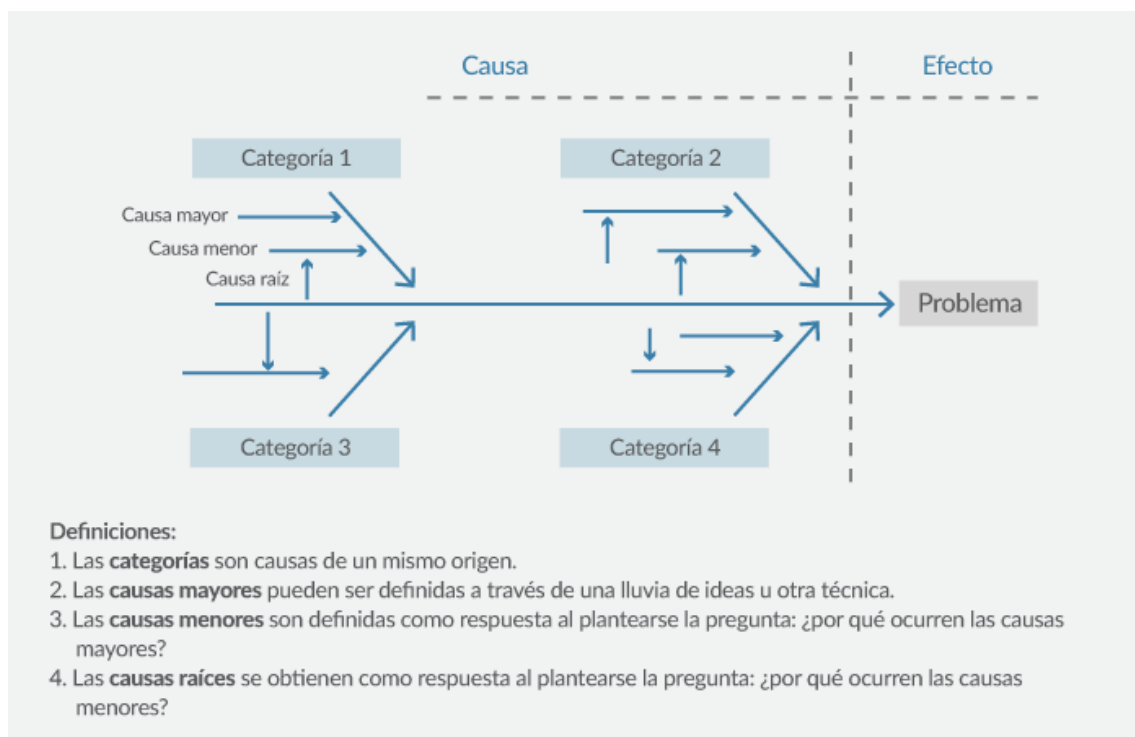 Causa
Efecto
Categoría 1
Categoría 2
Causa mayor
Causa menor
Causa raíz
Problema
Categoría 3
Categoría 4
Definiciones:
1. Las categorías son causas de un mismo origen.
2. Las causas mayores pueden ser definidas a través de una lluvia de ideas u otra técnica.
3. Las causas menores son definidas como respuesta al plantearse la pregunta: ¿por qué ocurren las causas
mayores?
4. Las causas raíces se obtienen como respuesta al plantearse la pregunta: ¿por qué ocurren las causas
menores?